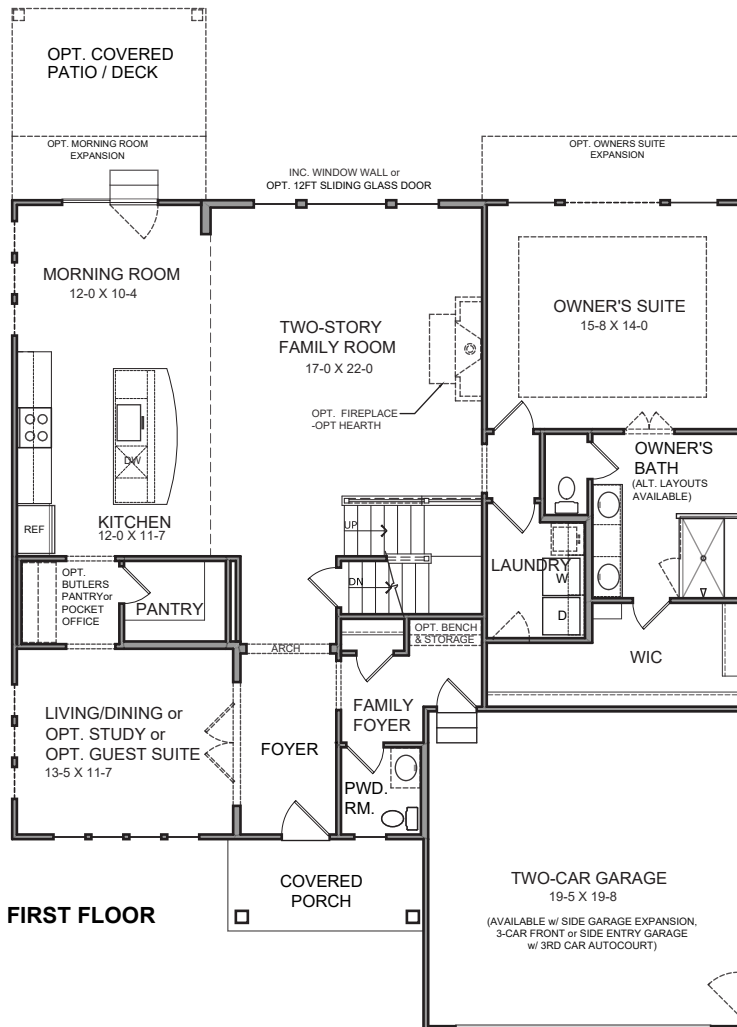 OPT. COVERED
PATIO / DECK
OPT. MORNING ROOM
EXPANSION
OPT. OWNERS SUITE
EXPANSION
INC. WINDOW WALL or
OPT. 12FT SLIDING GLASS DOOR
MORNING ROOM
12-0 X 10-4
TWO-STORY
FAMILY ROOM
17-0 X 22-0
OWNER'S SUITE
15-8 X 14-0
OPT. FIREPLACE
-OPT HEARTH
DW
OWNER'S
BATH
(ALT. LAYOUTS
AVAILABLE)
REF
KITCHEN
12-0 X 11-7
UP
DN
LAUNDRY
W
D
OPT.
BUTLERS
PANTRYor
POCKET
OFFICE
PANTRY
OPT. BENCH
& STORAGE
ARCH
WIC
LIVING/DINING or
OPT. STUDY or
OPT. GUEST SUITE
13-5 X 11-7
FOYER
FAMILY
FOYER
PWD.
RM.
COVERED
PORCH
TWO-CAR GARAGE
19-5 X 19-8
(AVAILABLE w/ SIDE GARAGE EXPANSION,
3-CAR FRONT or SIDE ENTRY GARAGE
w/ 3RD CAR AUTOCOURT)
FIRST FLOOR